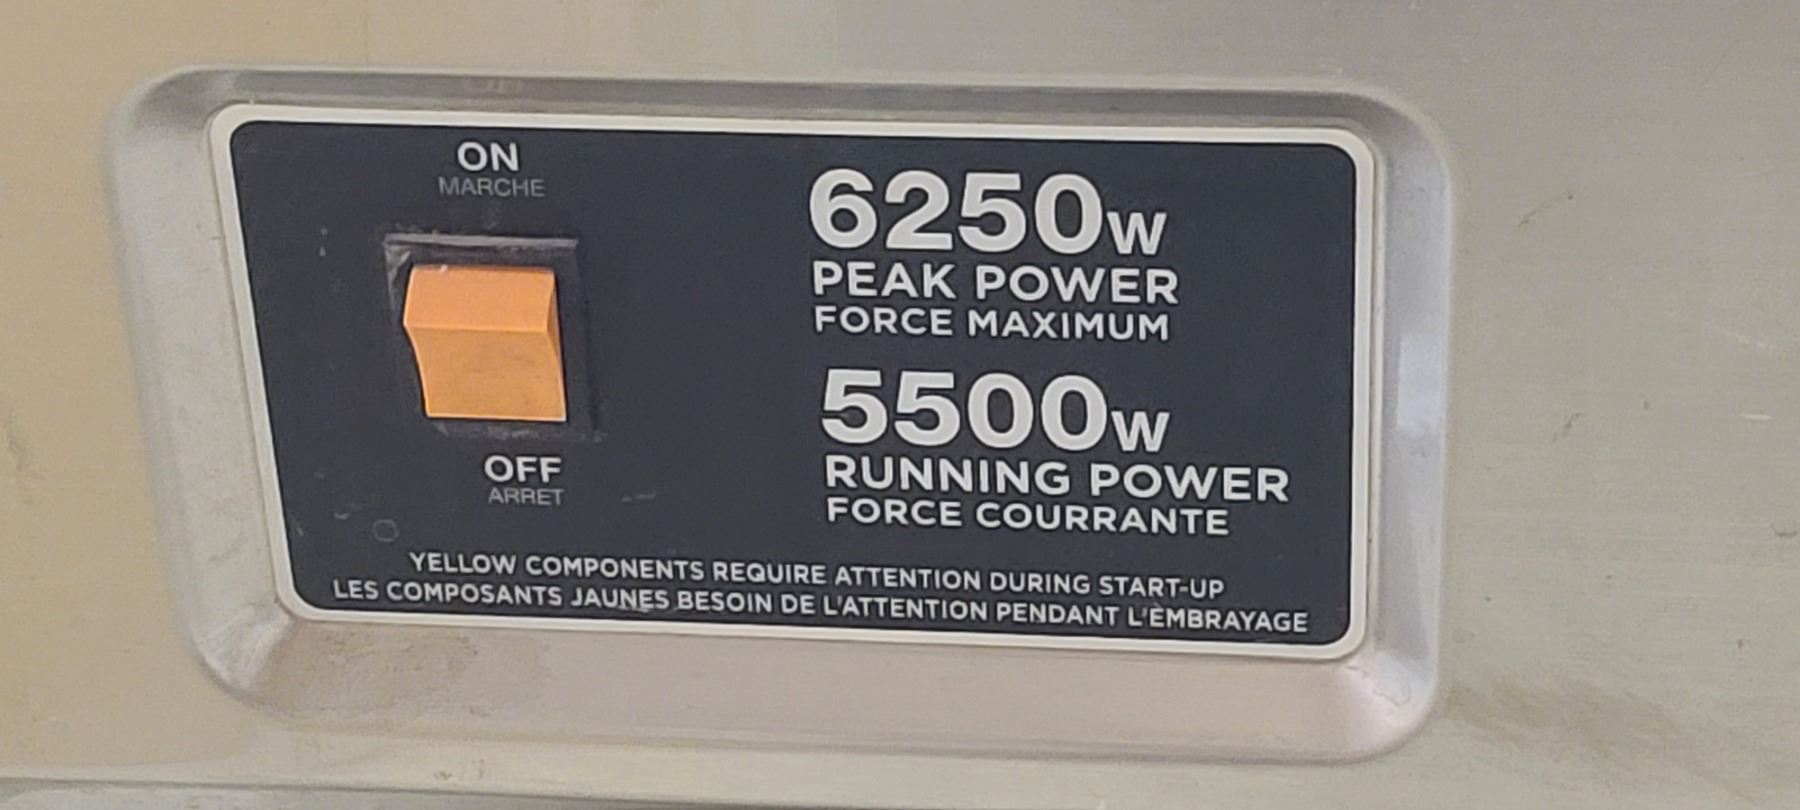 ON
MARCHE
OFF
ARRET
6250W
PEAK POWER
FORCE MAXIMUM
5500W
RUNNING POWER
FORCE COURRANTE
YELLOW COMPONENTS REQUIRE ATTENTION DURING START-UP
LES COMPOSANTS JAUNES BESOIN DE L'ATTENTION PENDANT L'ÈMBRAYAGE